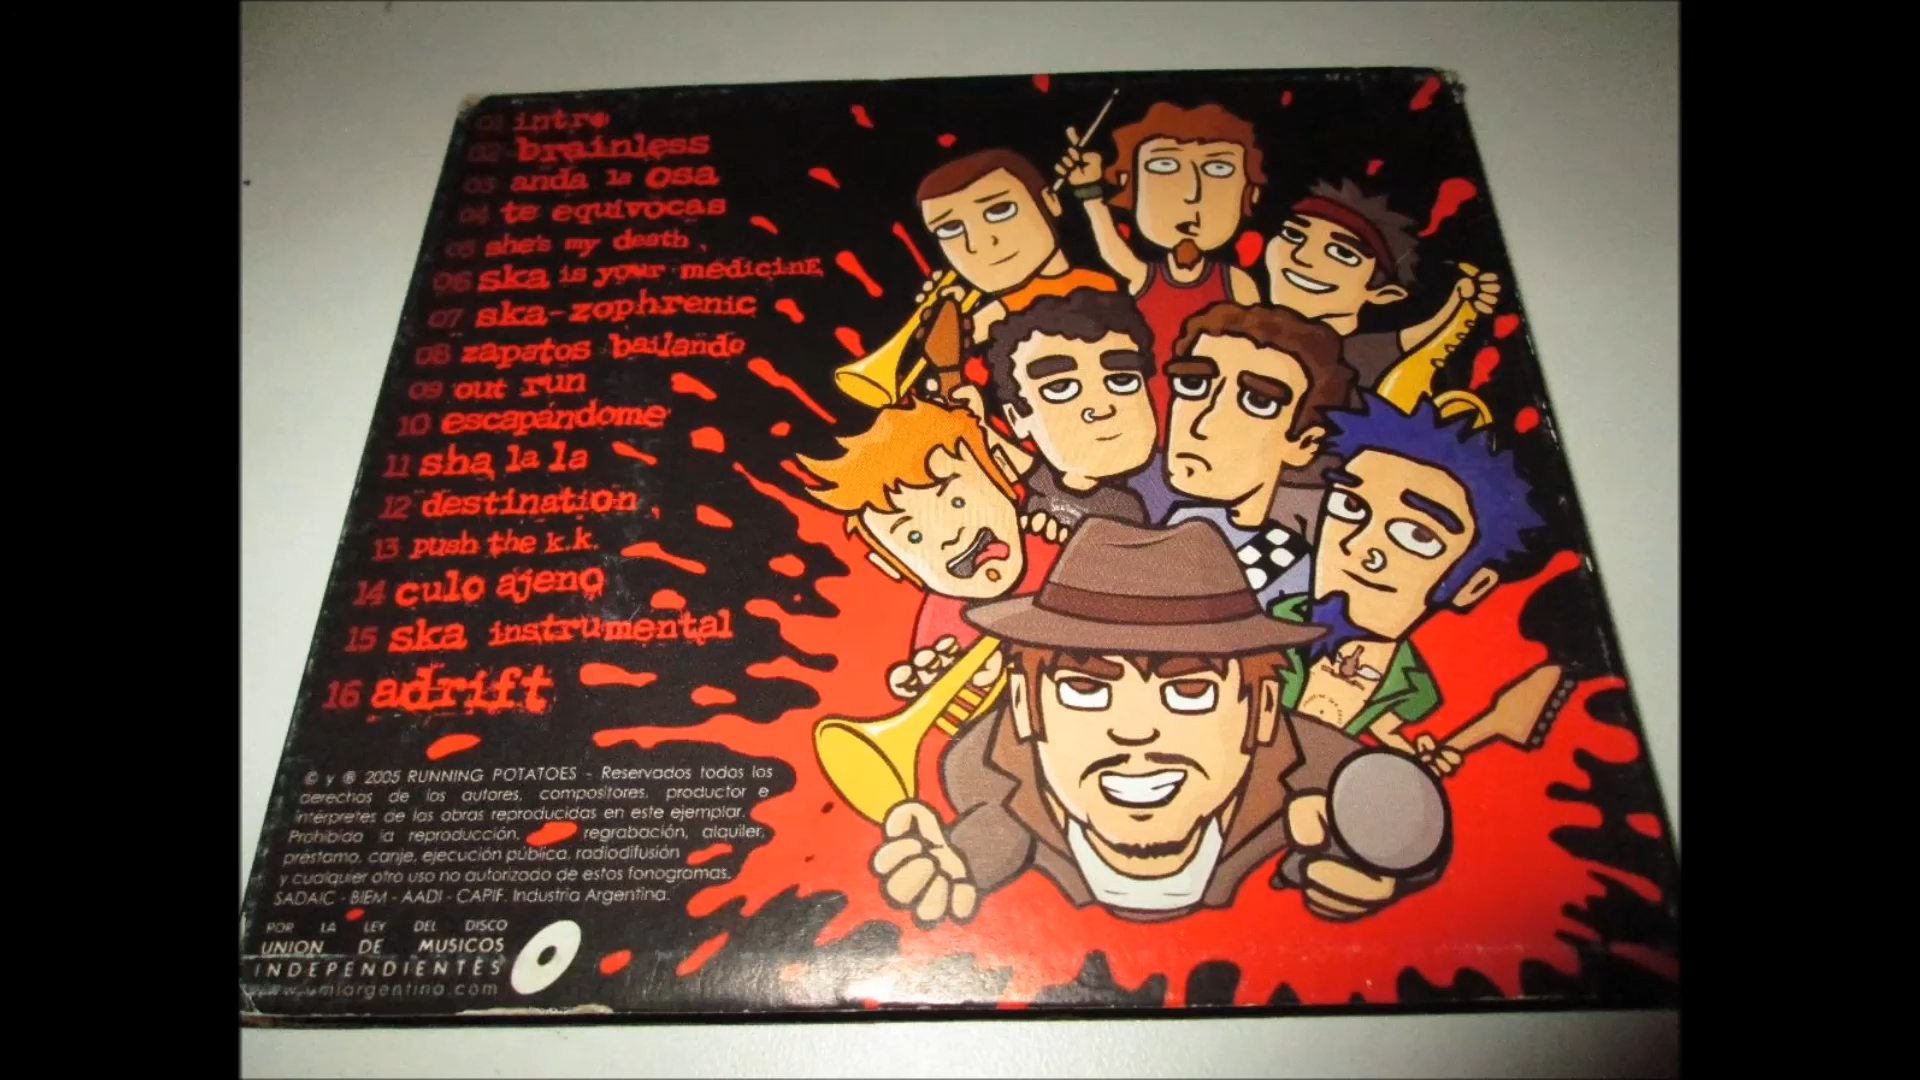 01 intro
02 brainless
03 anda la osa
04 te equivocas
05 she's my death
06 ska is your medicinE
07 ska-zophrenic
08 zapatos bailando
09 out run
10 escapándome
11 sha la la
12 destination
13 push the k.k.
14 culo ajeno
15 ska instrumental
16 adrift
© y ® 2005 RUNNING POTATOES - Reservados todos los
derechos de los autores, compositores, productor e
intérpretes de las obras reproducidas en este ejemplar.
Prohibida la reproducción, regrabación, alquiler,
préstamo, canje, ejecución pública, radiodifusión
y cualquier otro uso no autorizado de estos fonogramas.
SADAIC - BIEM - AADI - CAPIF. Industria Argentina.
POR LA LEY DEL DISCO
UNION DE MUSICOS
INDEPENDIENTES
www.umiargentina.com